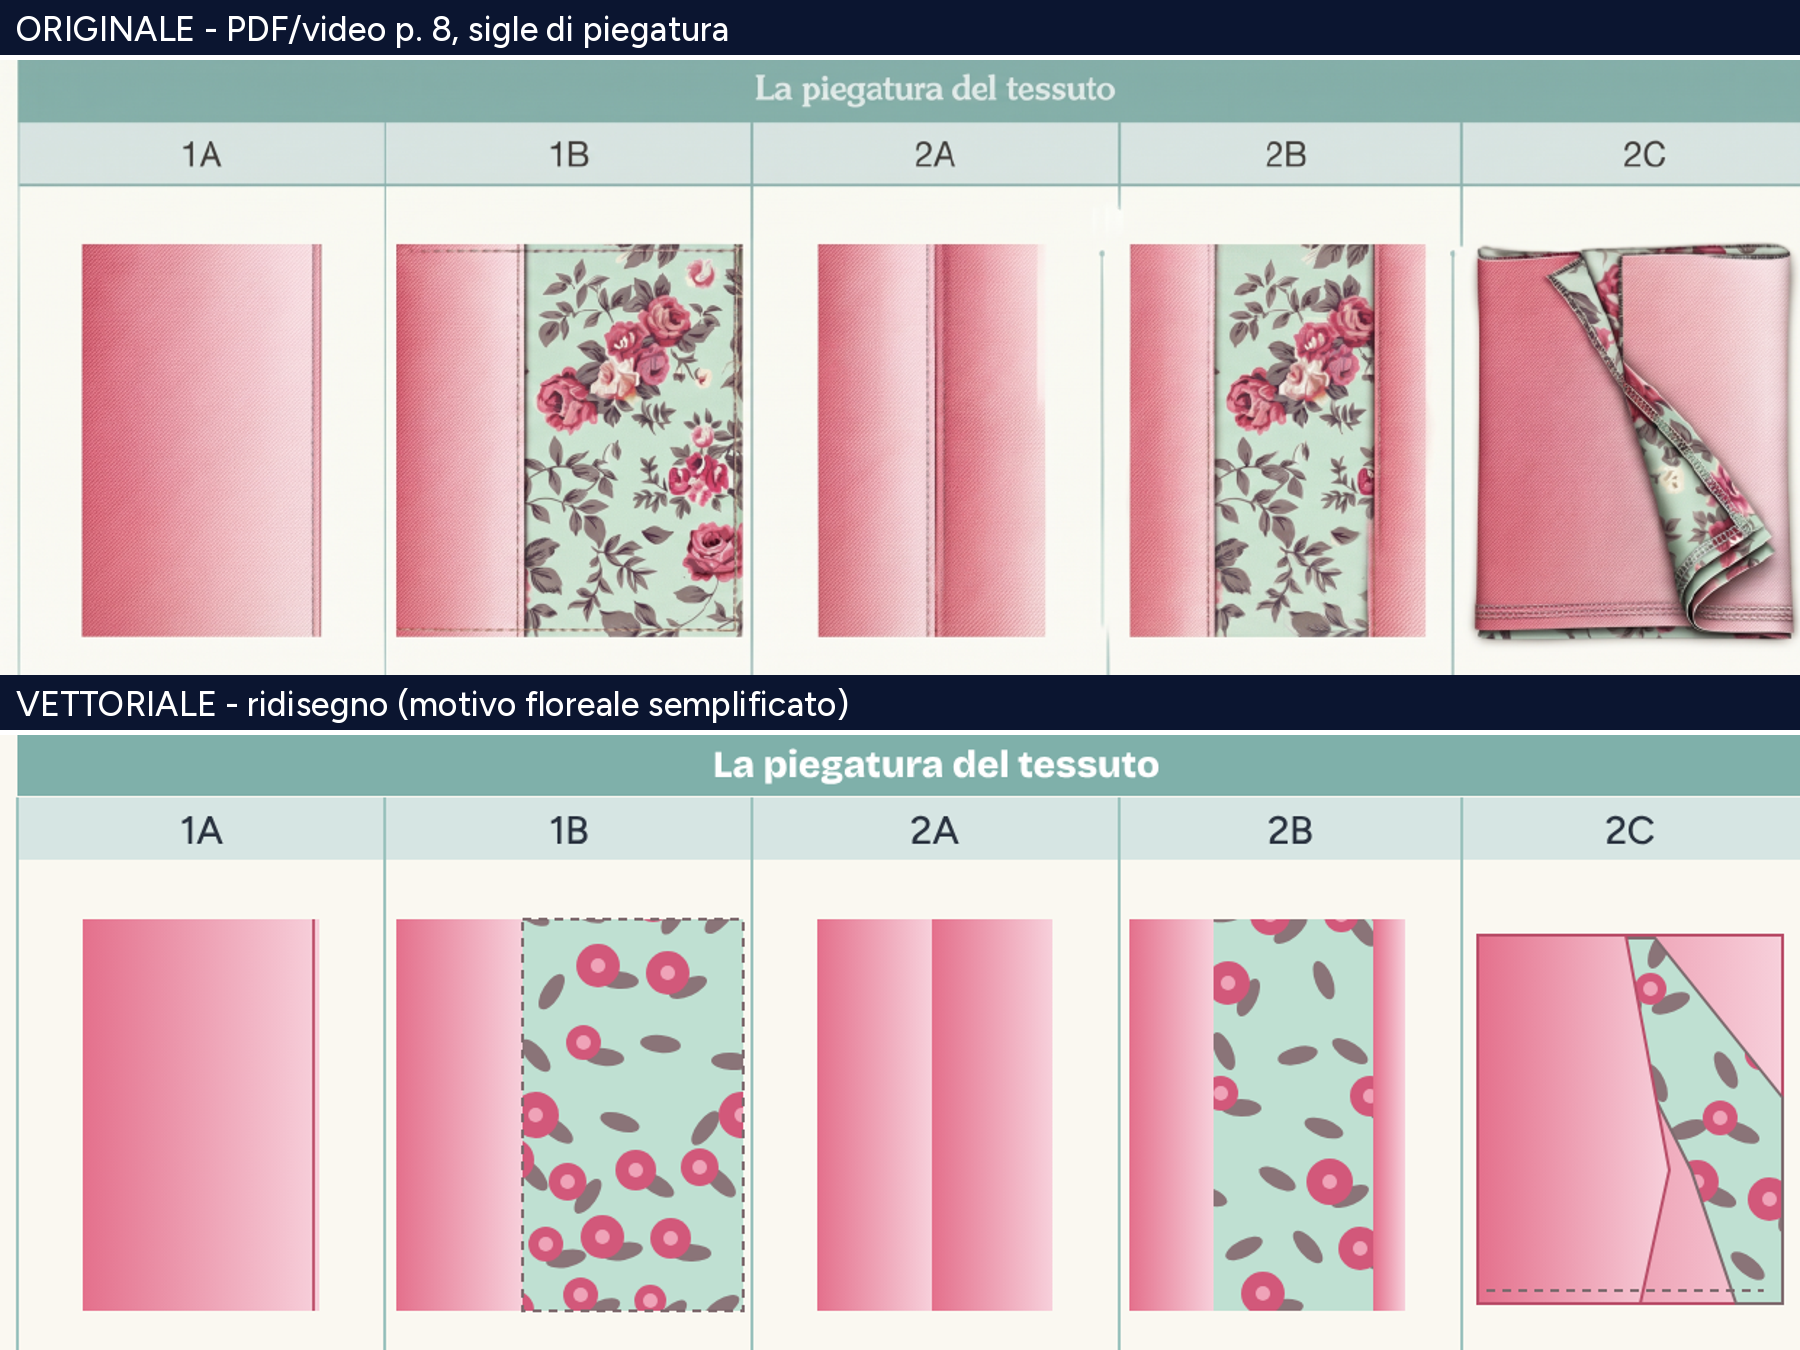 ORIGINALE - PDF/video p. 8, sigle di piegatura
La piegatura del tessuto
1A 1B 2A 2B 2C
VETTORIALE - ridisegno (motivo floreale semplificato)
La piegatura del tessuto
1A 1B 2A 2B 2C